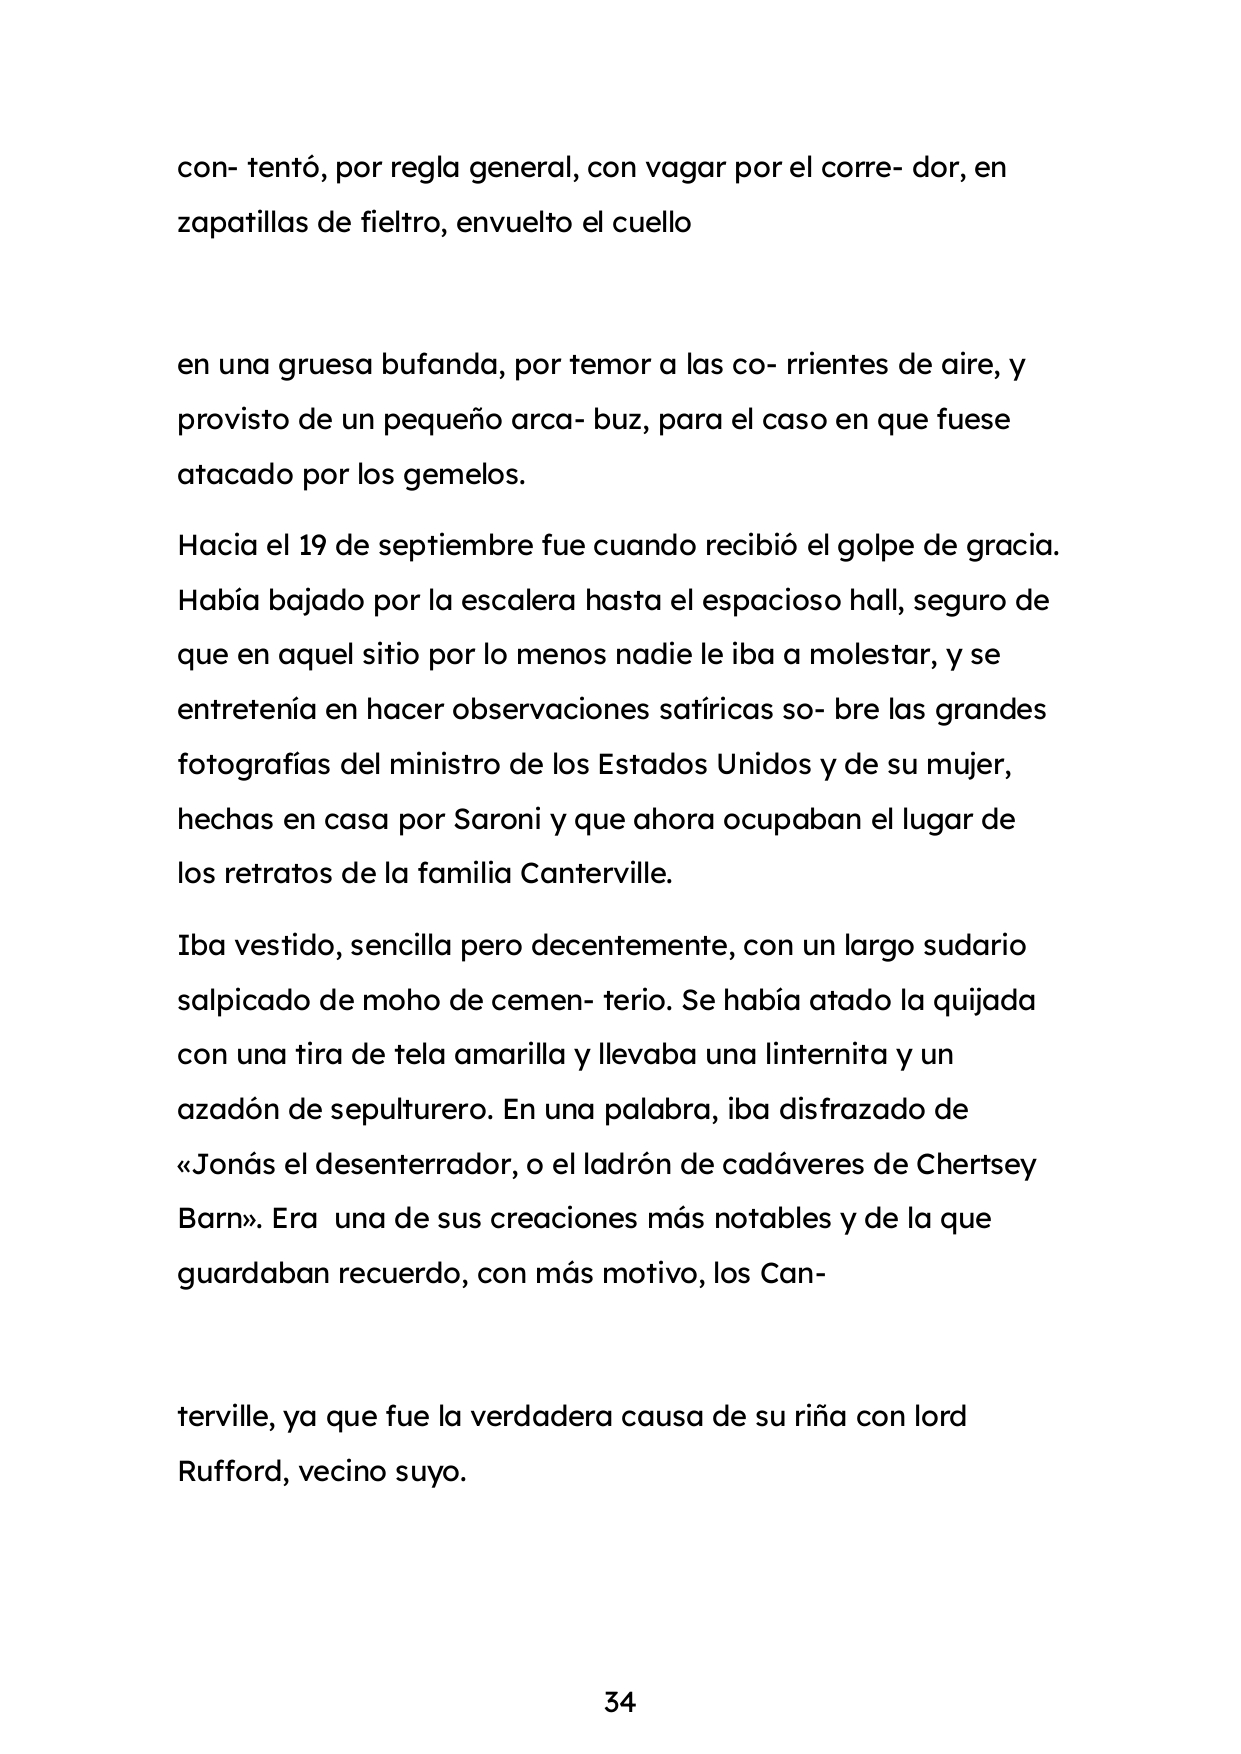 con- tentó, por regla general, con vagar por el corre- dor, en
zapatillas de fieltro, envuelto el cuello
en una gruesa bufanda, por temor a las co- rrientes de aire, y
provisto de un pequeño arca- buz, para el caso en que fuese
atacado por los gemelos.
Hacia el 19 de septiembre fue cuando recibió el golpe de gracia.
Había bajado por la escalera hasta el espacioso hall, seguro de
que en aquel sitio por lo menos nadie le iba a molestar, y se
entretenía en hacer observaciones satíricas so- bre las grandes
fotografías del ministro de los Estados Unidos y de su mujer,
hechas en casa por Saroni y que ahora ocupaban el lugar de
los retratos de la familia Canterville.
Iba vestido, sencilla pero decentemente, con un largo sudario
salpicado de moho de cemen- terio. Se había atado la quijada
con una tira de tela amarilla y llevaba una linternita y un
azadón de sepulturero. En una palabra, iba disfrazado de
«Jonás el desenterrador, o el ladrón de cadáveres de Chertsey
Barn». Era  una de sus creaciones más notables y de la que
guardaban recuerdo, con más motivo, los Can-
terville, ya que fue la verdadera causa de su riña con lord
Rufford, vecino suyo.
34